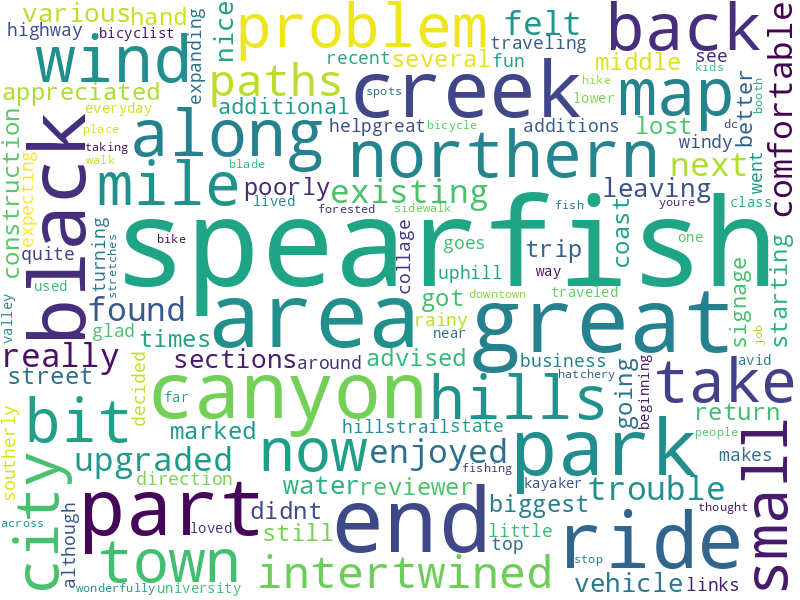 various
hand
highway
bicyclist
wind
expanding
nice
problem
recent
several
felt
traveling
fun
back
middle
see
kids
comfortable
appreciated
everyday
place
taking
walk
paths
additional
creek
spots
hike
lower
map
better
booth
construction
expecting
black
along
helpgreat
bicycle
additions
lost
windy
dc
went
mile
blade
northern
next
poorly
lived
existing
forested
sidewalk
leaving
fish
youre
class
quite
used
turning
stretches
bike
spearfish
collage
goes
uphill
trip
way
coast
one
signage
starting
valley
found
area
got
downtown
traveled
glad
times
rainy
near
great
job
really
street
decided
sections
around
advised
business
hatchery
going
beginning
avid
take
far
canyon
hills
return
southerly
bit
marked
hillstrailstate
people
makes
city
upgraded
now
enjoyed
fishing
park
trouble
small
direction
water
reviewer
kayaker
biggest
thought
part
didnt
end
little
across
although
loved
still
top
ride
stop
town
wonderfully
university
intertwined
vehicle
links